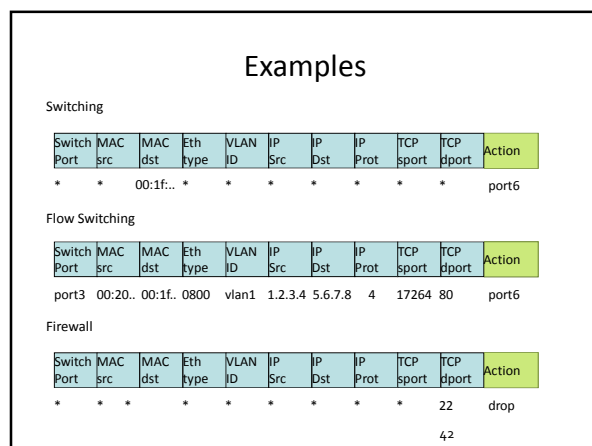 Examples
Switching
Switch Port MAC src MAC dst Eth type VLAN ID IP Src IP Dst IP Prot TCP sport TCP dport Action
* * 00:1f:.. * * * * * * * port6
Flow Switching
Switch Port MAC src MAC dst Eth type VLAN ID IP Src IP Dst IP Prot TCP sport TCP dport Action
port3 00:20.. 00:1f.. 0800 vlan1 1.2.3.4 5.6.7.8 4 17264 80 port6
Firewall
Switch Port MAC src MAC dst Eth type VLAN ID IP Src IP Dst IP Prot TCP sport TCP dport Action
* * * * * * * * * 22 drop
42